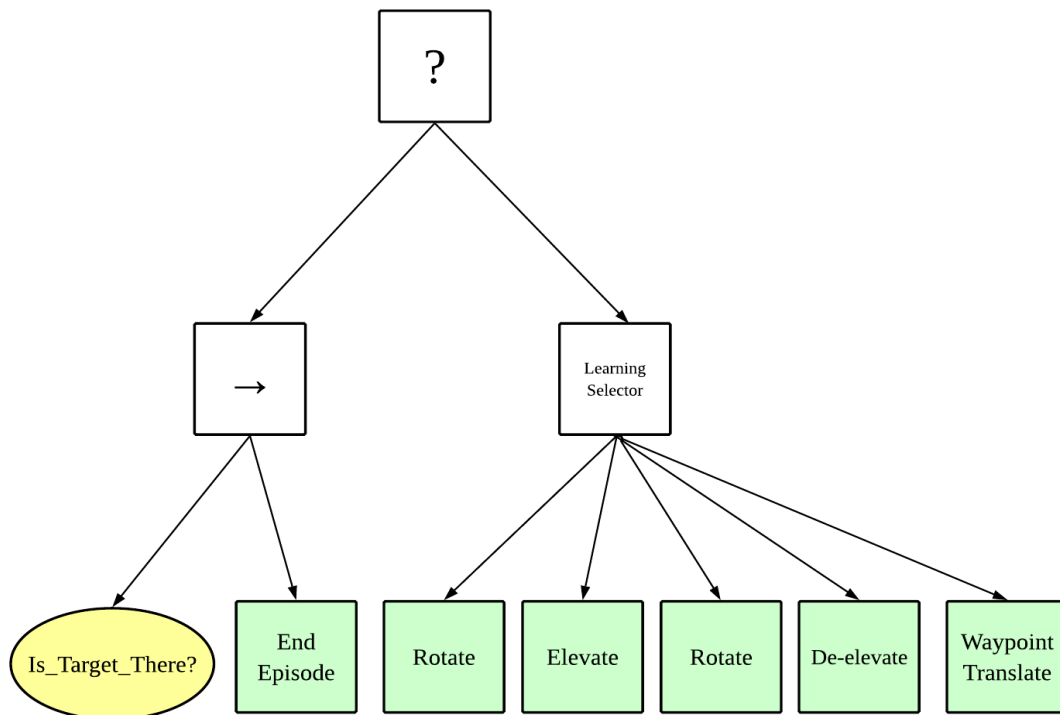 ?
→
Learning
Selector
Is_Target_There?
End
Episode
Rotate
Elevate
Rotate
De-elevate
Waypoint
Translate